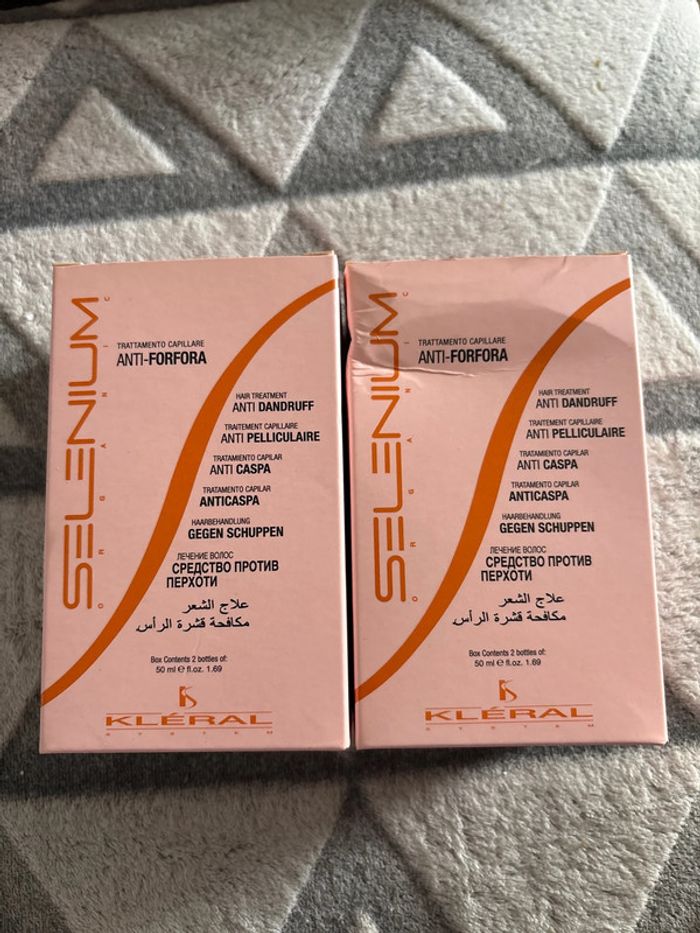 SELENIUM
ORGANIC
TRATTAMENTO CAPILLARE
ANTI-FORFORA
HAIR TREATMENT
ANTI DANDRUFF
TRAITEMENT CAPILLAIRE
ANTI PELLICULAIRE
TRATAMIENTO CAPILAR
ANTI CASPA
TRATAMENTO CAPILAR
ANTICASPA
HAARBEHANDLUNG
GEGEN SCHUPPEN
ЛЕЧЕНИЕ ВОЛОС
СРЕДСТВО ПРОТИВ
ПЕРХОТИ
علاج الشعر
مكافحة قشرة الرأس
Box Contents 2 bottles of:
50 ml e fl.oz. 1.69
KLÉRAL
SYSTEM
SELENIUM
ORGANIC
TRATTAMENTO CAPILLARE
ANTI-FORFORA
HAIR TREATMENT
ANTI DANDRUFF
TRAITEMENT CAPILLAIRE
ANTI PELLICULAIRE
TRATAMIENTO CAPILAR
ANTI CASPA
TRATAMENTO CAPILAR
ANTICASPA
HAARBEHANDLUNG
GEGEN SCHUPPEN
ЛЕЧЕНИЕ ВОЛОС
СРЕДСТВО ПРОТИВ
ПЕРХОТИ
علاج الشعر
مكافحة قشرة الرأس
Box Contents 2 bottles of:
50 ml e fl.oz. 1.69
KLÉRAL
SYSTEM